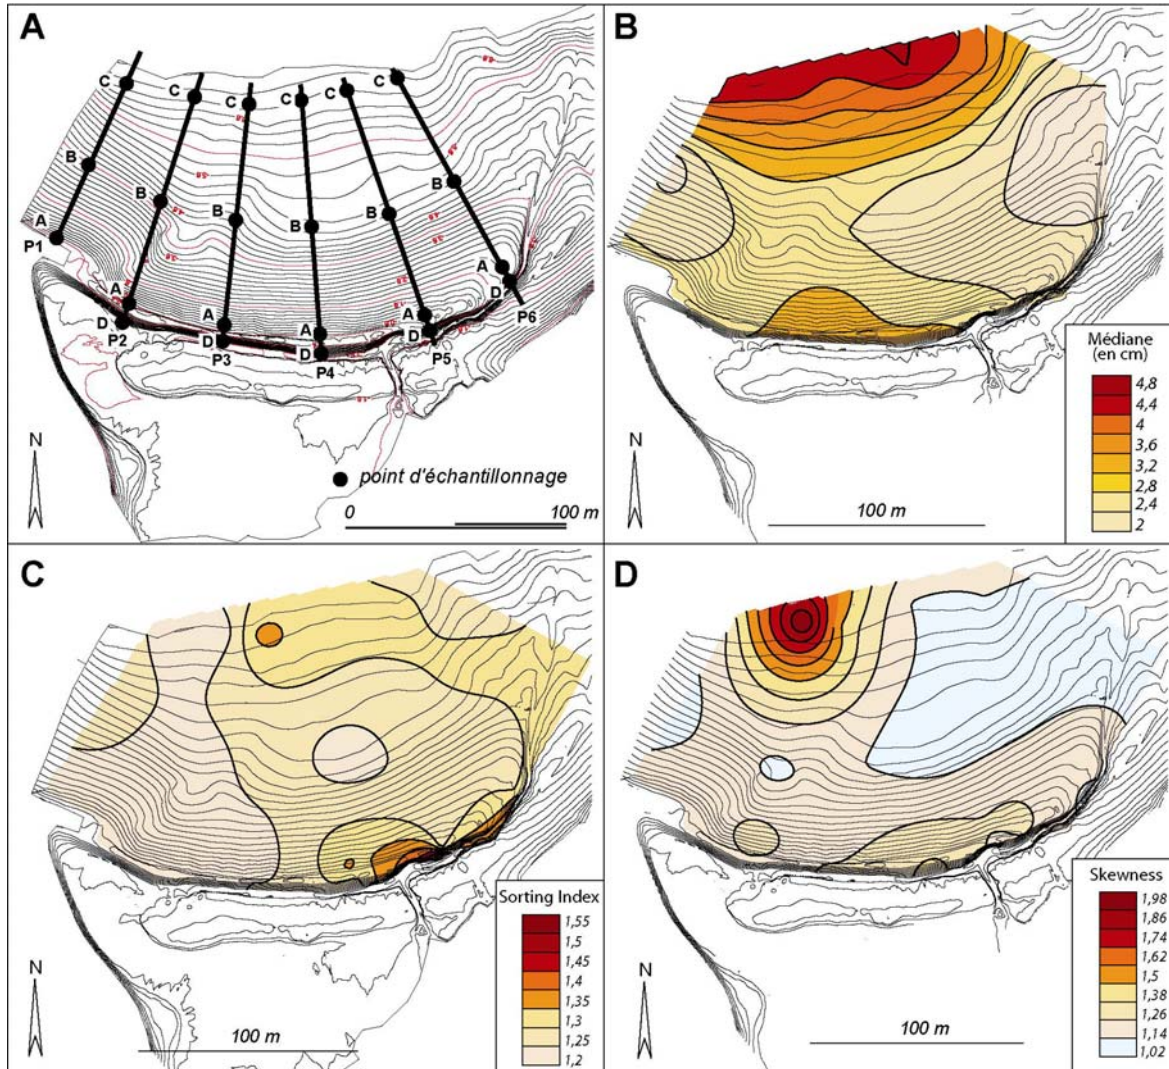 A
B
C
C
C
C
C
C
B
B
B
B
B
B
A
P1
A
D
P2
A
D
P3
A
D
P4
A
D
P5
A
D
P6
N
point d'échantillonnage
0 100 m
Médiane
(en cm)
4,8
4,4
4
3,6
3,2
2,8
2,4
2
N
100 m
C
D
Sorting Index
1,55
1,5
1,45
1,4
1,35
1,3
1,25
1,2
N
100 m
Skewness
1,98
1,86
1,74
1,62
1,5
1,38
1,26
1,14
1,02
N
100 m